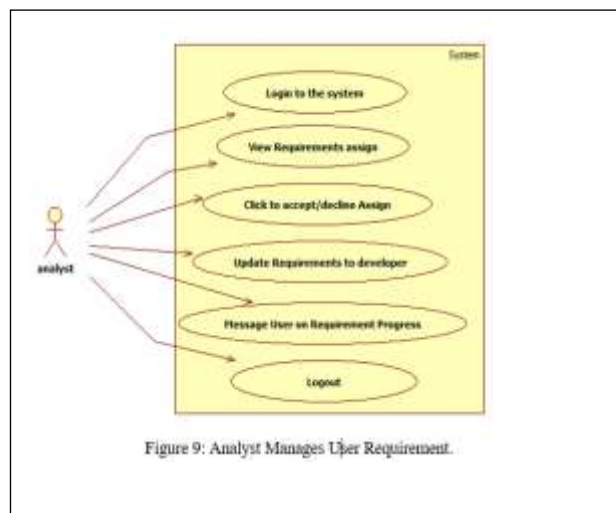 System
Login to the system
View Requirements assign
Click to accept/decline Assign
analyst
Update Requirements to developer
Message User on Requirement Progress
Logout
Figure 9: Analyst Manages User Requirement.